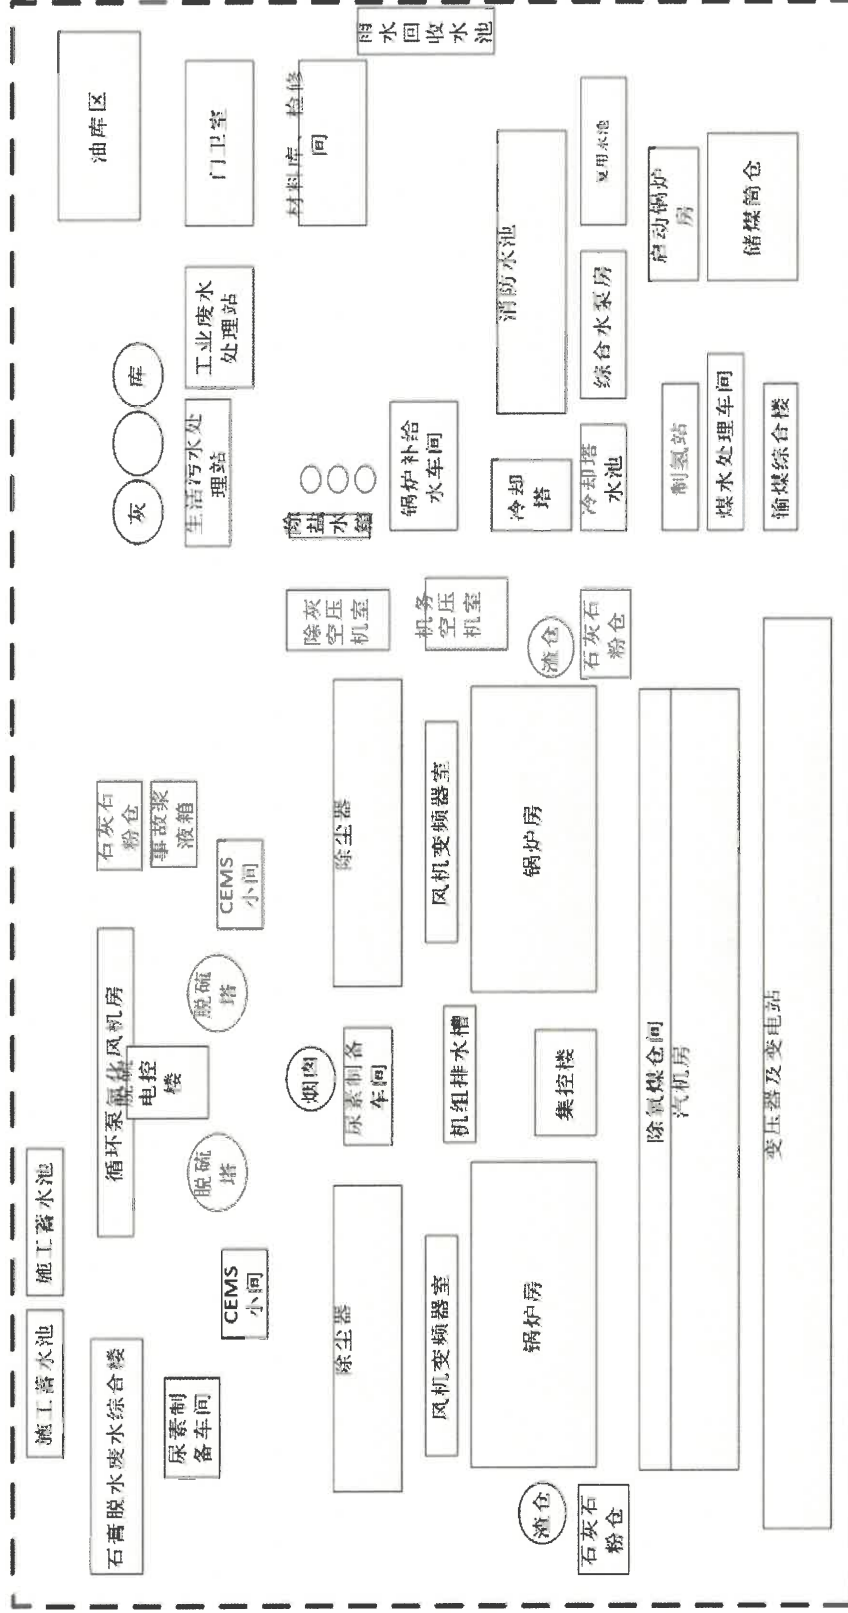 施工蓄水池
施工蓄水池
石膏脱水废水综合楼
循环泵氧化风机房
脱硫
电控
楼
石灰石
粉仓
事故浆
液箱
灰
库
油库区
尿素制
备车间
CEMS
小间
脱硫
塔
脱硫
塔
CEMS
小间
生活污水处
理站
工业废水
处理站
门卫室
烟囱
除灰
空压
机室
除
盐
水
箱
材料库、检修
间
除尘器
尿素制备
车间
除尘器
雨水回收水池
风机变频器室
机组排水槽
风机变频器室
机务
空压
机室
锅炉补给
水车间
锅炉房
集控楼
锅炉房
渣仓
石灰石
粉仓
渣仓
石灰石
粉仓
冷却
塔
消防水池
冷却塔
水池
综合水泵房
复用水池
除氧煤仓间
汽机房
制氢站
启动锅炉
房
煤水处理车间
储煤筒仓
变压器及变电站
输煤综合楼